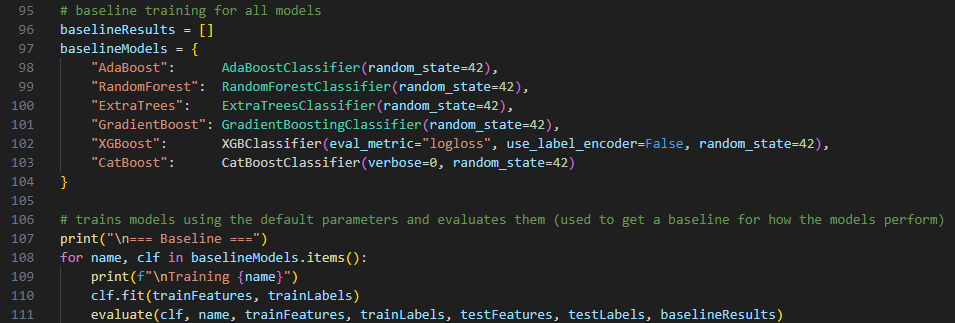 95 # baseline training for all models
96 baselineResults = []
97 baselineModels = {
98     "AdaBoost":      AdaBoostClassifier(random_state=42),
99     "RandomForest":  RandomForestClassifier(random_state=42),
100     "ExtraTrees":    ExtraTreesClassifier(random_state=42),
101     "GradientBoost": GradientBoostingClassifier(random_state=42),
102     "XGBoost":       XGBClassifier(eval_metric="logloss", use_label_encoder=False, random_state=42),
103     "CatBoost":      CatBoostClassifier(verbose=0, random_state=42)
104 }
105
106 # trains models using the default parameters and evaluates them (used to get a baseline for how the models perform)
107 print("\n=== Baseline ===")
108 for name, clf in baselineModels.items():
109     print(f"\nTraining {name}")
110     clf.fit(trainFeatures, trainLabels)
111     evaluate(clf, name, trainFeatures, trainLabels, testFeatures, testLabels, baselineResults)